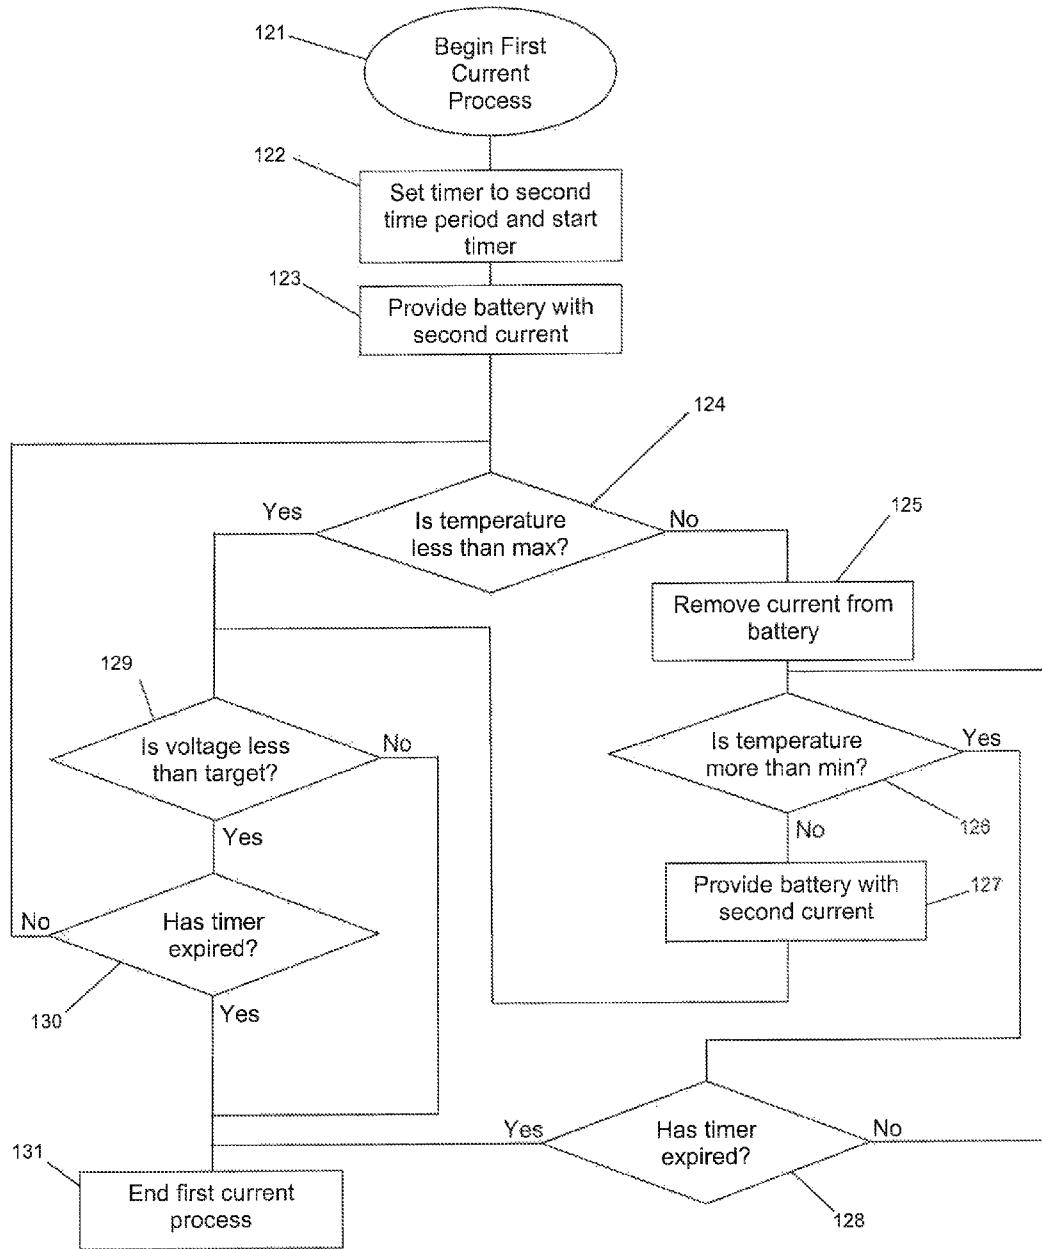 121
Begin First
Current
Process
122
Set timer to second
time period and start
timer
123
Provide battery with
second current
124
Yes
Is temperature
less than max?
No
125
Remove current from
battery
129
Is voltage less
than target?
No
Yes
Is temperature
more than min?
Yes
126
No
Provide battery with
second current
127
No
Has timer
expired?
130
Yes
Yes
Has timer
expired?
No
128
131
End first current
process